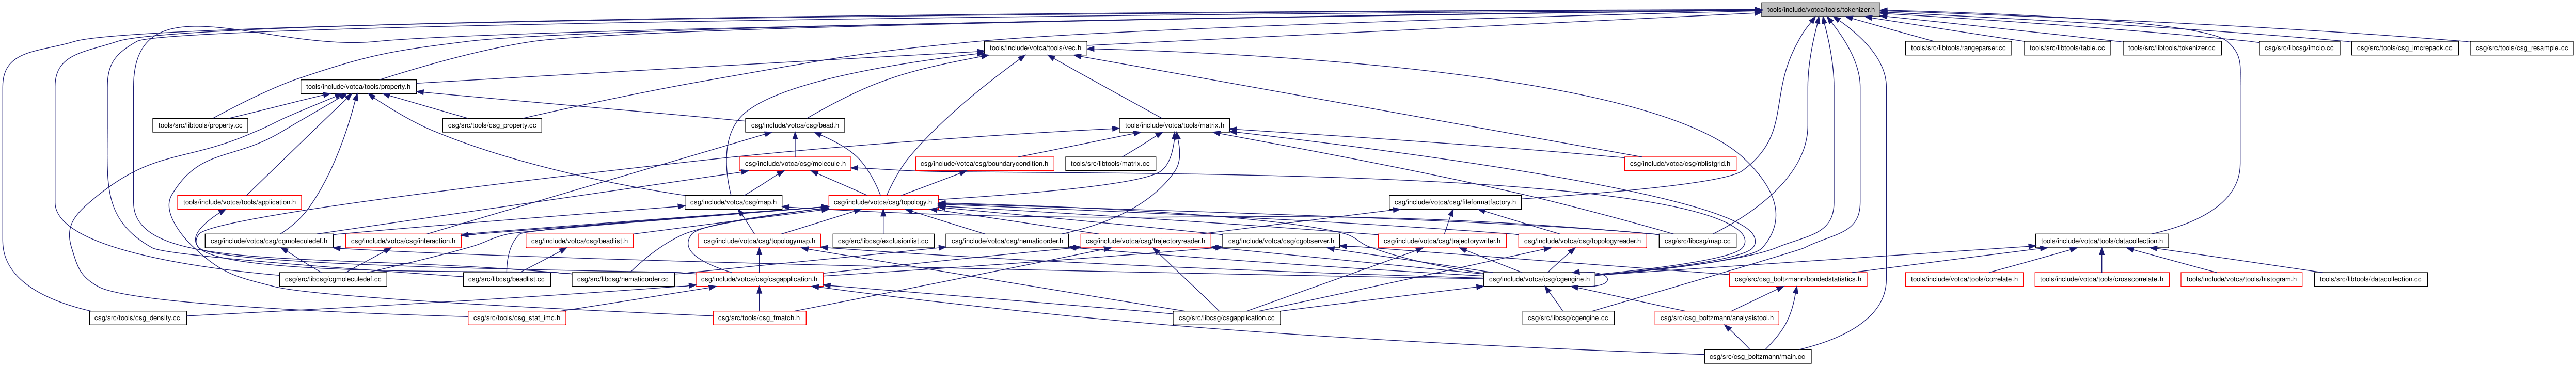 tools/include/votca/tools/tokenizer.h
tools/include/votca/tools/vec.h
tools/src/libtools/rangeparser.cc
tools/src/libtools/table.cc
tools/src/libtools/tokenizer.cc
csg/src/libcsg/imcio.cc
csg/src/tools/csg_imcrepack.cc
csg/src/tools/csg_resample.cc
tools/include/votca/tools/property.h
tools/src/libtools/property.cc
csg/src/tools/csg_property.cc
csg/include/votca/csg/bead.h
tools/include/votca/tools/matrix.h
csg/include/votca/csg/molecule.h
csg/include/votca/csg/boundarycondition.h
tools/src/libtools/matrix.cc
csg/include/votca/csg/nblistgrid.h
tools/include/votca/tools/application.h
csg/include/votca/csg/map.h
csg/include/votca/csg/topology.h
csg/include/votca/csg/fileformatfactory.h
csg/include/votca/csg/cgmoleculedef.h
csg/include/votca/csg/interaction.h
csg/include/votca/csg/beadlist.h
csg/include/votca/csg/topologymap.h
csg/src/libcsg/exclusionlist.cc
csg/include/votca/csg/nematicorder.h
csg/include/votca/csg/trajectoryreader.h
csg/include/votca/csg/cgobserver.h
csg/include/votca/csg/trajectorywriter.h
csg/include/votca/csg/topologyreader.h
csg/src/libcsg/map.cc
tools/include/votca/tools/datacollection.h
csg/src/libcsg/cgmoleculedef.cc
csg/src/libcsg/beadlist.cc
csg/src/libcsg/nematicorder.cc
csg/include/votca/csg/csgapplication.h
csg/include/votca/csg/cgengine.h
csg/src/csg_boltzmann/bondedstatistics.h
tools/include/votca/tools/correlate.h
tools/include/votca/tools/crosscorrelate.h
tools/include/votca/tools/histogram.h
tools/src/libtools/datacollection.cc
csg/src/tools/csg_density.cc
csg/src/tools/csg_stat_imc.h
csg/src/tools/csg_fmatch.h
csg/src/libcsg/csgapplication.cc
csg/src/libcsg/cgengine.cc
csg/src/csg_boltzmann/analysistool.h
csg/src/csg_boltzmann/main.cc